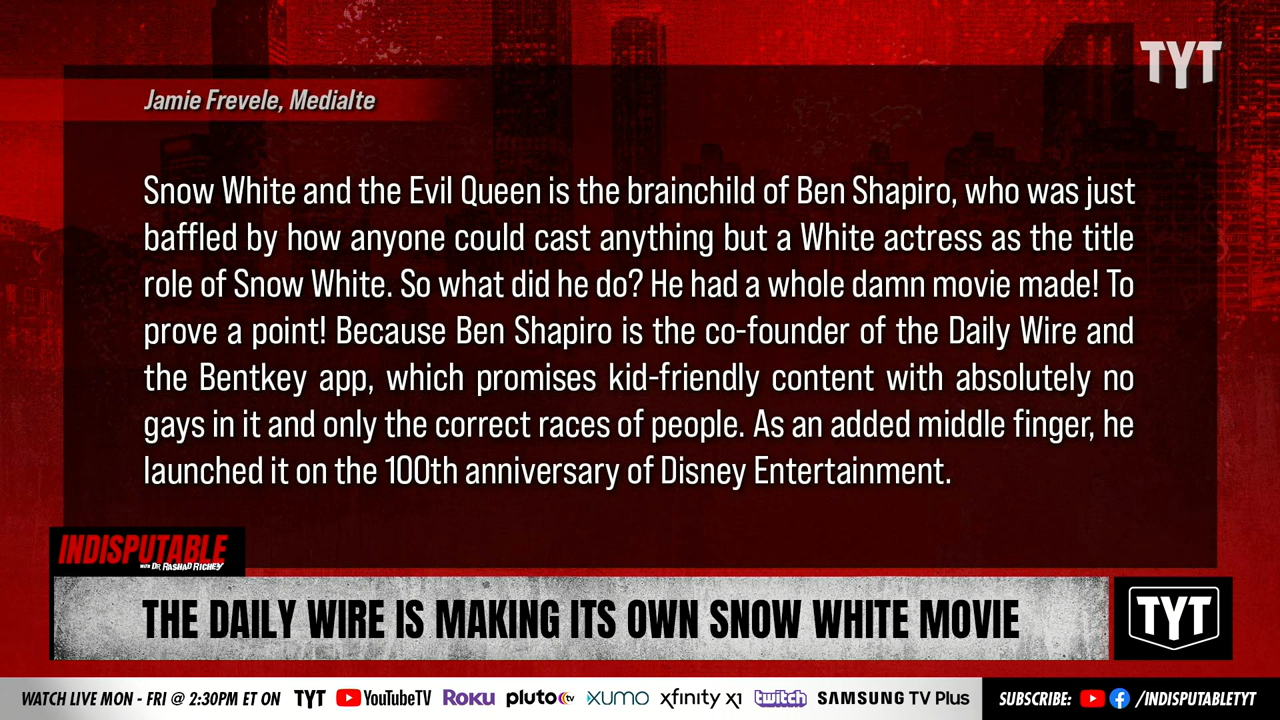 TYT
Jamie Frevele, MediaIte
Snow White and the Evil Queen is the brainchild of Ben Shapiro, who was just
baffled by how anyone could cast anything but a White actress as the title
role of Snow White. So what did he do? He had a whole damn movie made! To
prove a point! Because Ben Shapiro is the co-founder of the Daily Wire and
the Bentkey app, which promises kid-friendly content with absolutely no
gays in it and only the correct races of people. As an added middle finger, he
launched it on the 100th anniversary of Disney Entertainment.
INDISPUTABLE
WITH DR. RASHAD RICHEY
THE DAILY WIRE IS MAKING ITS OWN SNOW WHITE MOVIE
TYT
WATCH LIVE MON - FRI @ 2:30PM ET ON TYT YouTubeTV ROKU pluto tv xumo xfinity x1 twitch SAMSUNG TV Plus SUBSCRIBE: /INDISPUTABLETYT